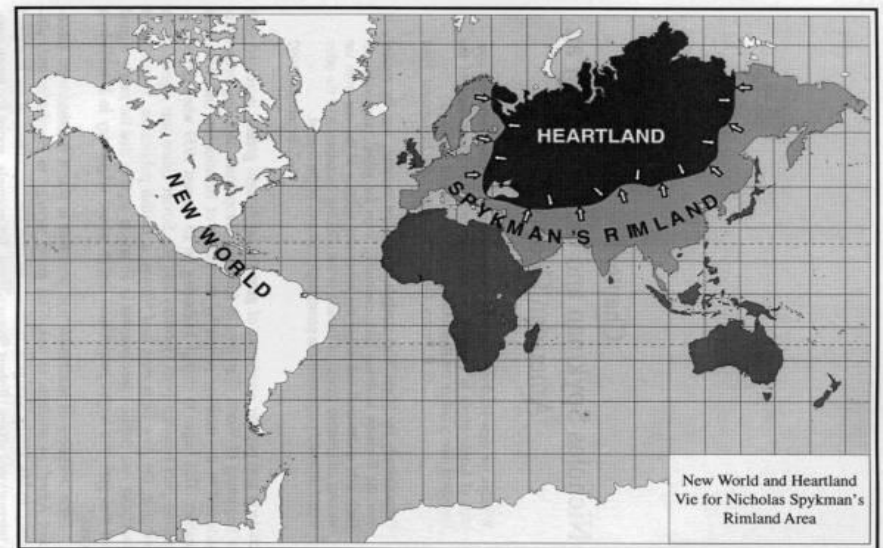 HEARTLAND
NEW WORLD
SPYKMAN'S RIMLAND
New World and Heartland
Vie for Nicholas Spykman's
Rimland Area